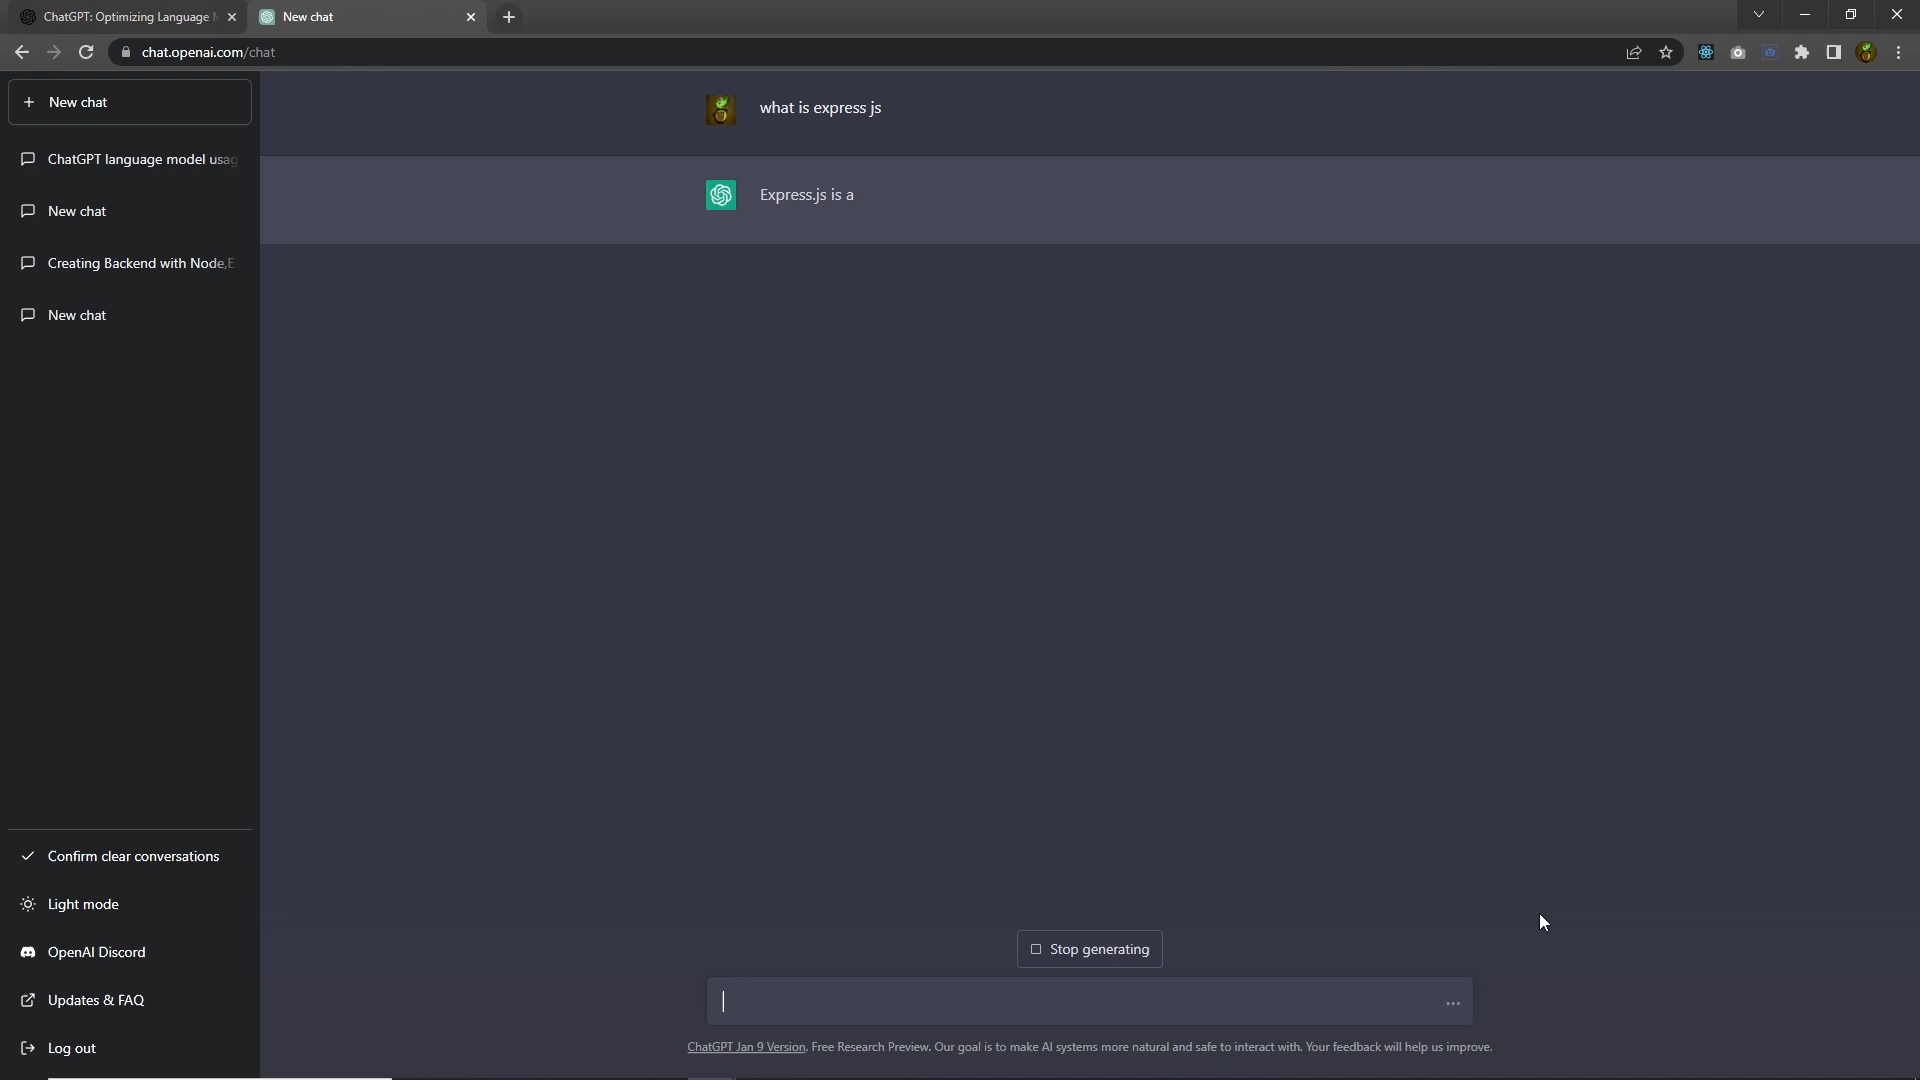 ChatGPT: Optimizing Language
New chat
chat.openai.com/chat
New chat
ChatGPT language model usag
New chat
Creating Backend with Node,E
New chat
what is express js
Express.js is a
Confirm clear conversations
Light mode
OpenAI Discord
Updates & FAQ
Log out
Stop generating
ChatGPT Jan 9 Version. Free Research Preview. Our goal is to make AI systems more natural and safe to interact with. Your feedback will help us improve.